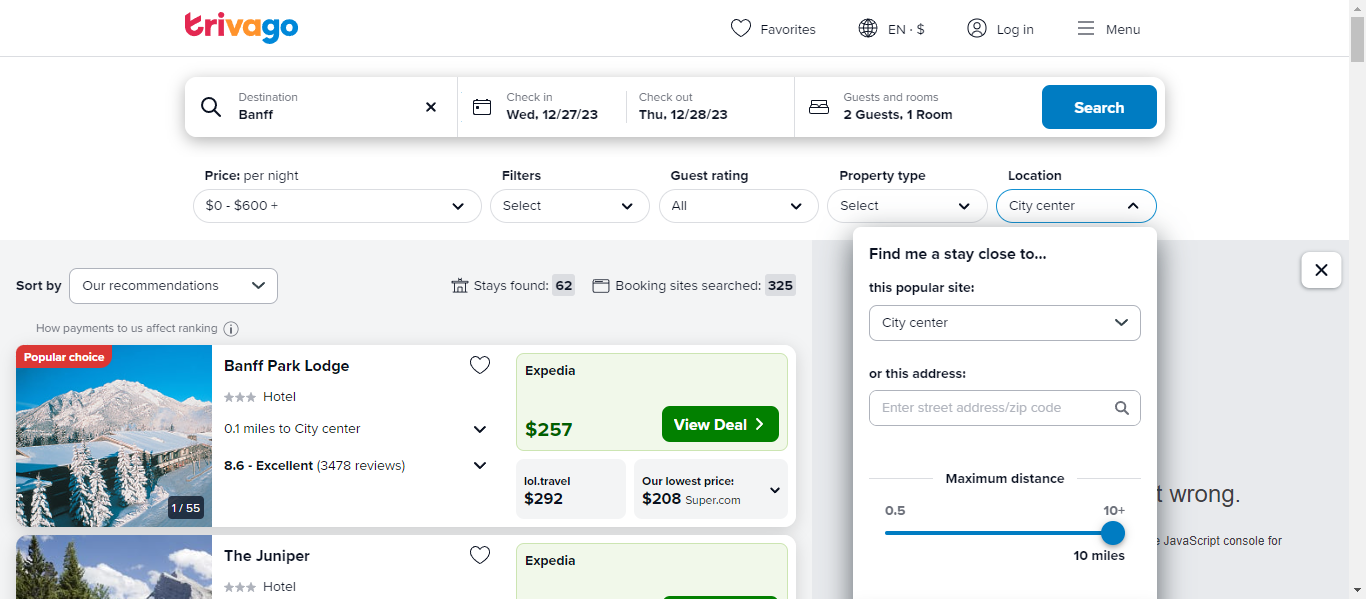 trivago
Favorites
EN · $
Log in
Menu
Destination
Banff
Check in
Wed, 12/27/23
Check out
Thu, 12/28/23
Guests and rooms
2 Guests, 1 Room
Search
Price: per night
$0 - $600 +
Filters
Select
Guest rating
All
Property type
Select
Location
City center
Sort by
Our recommendations
Stays found: 62
Booking sites searched: 325
How payments to us affect ranking
Popular choice
1 / 55
Banff Park Lodge
Hotel
0.1 miles to City center
8.6 - Excellent (3478 reviews)
Expedia
$257
View Deal
lol.travel
$292
Our lowest price:
$208 Super.com
The Juniper
Hotel
Expedia
Find me a stay close to...
this popular site:
City center
or this address:
Enter street address/zip code
Maximum distance
0.5
10+
10 miles
t wrong.
JavaScript console for